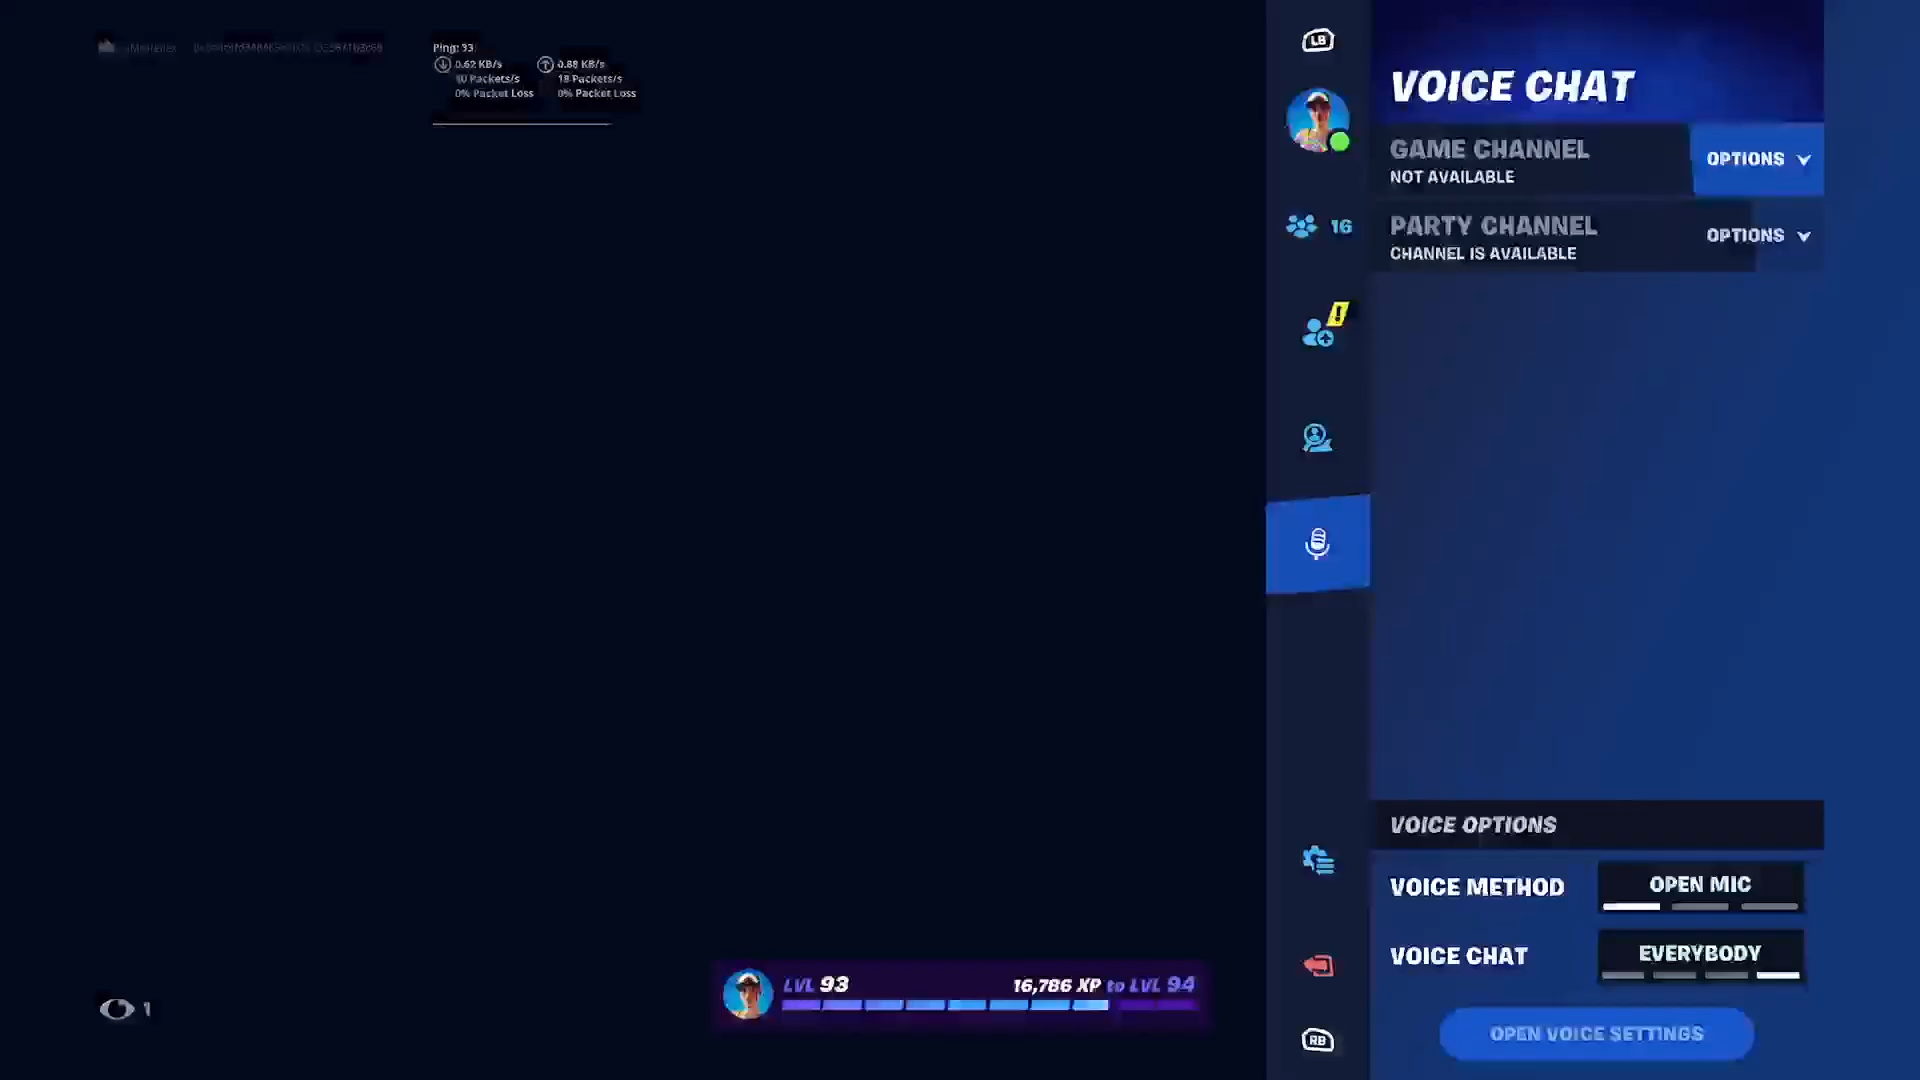 Ping: 93
0.62 KB/s
0.88 KB/s
10 Packets/s
18 Packets/s
0% Packet Loss
0% Packet Loss
LB
VOICE CHAT
GAME CHANNEL
NOT AVAILABLE
OPTIONS
16
PARTY CHANNEL
CHANNEL IS AVAILABLE
OPTIONS
VOICE OPTIONS
VOICE METHOD
OPEN MIC
VOICE CHAT
EVERYBODY
OPEN VOICE SETTINGS
LVL 93
16,786 XP to LVL 94
1
RB